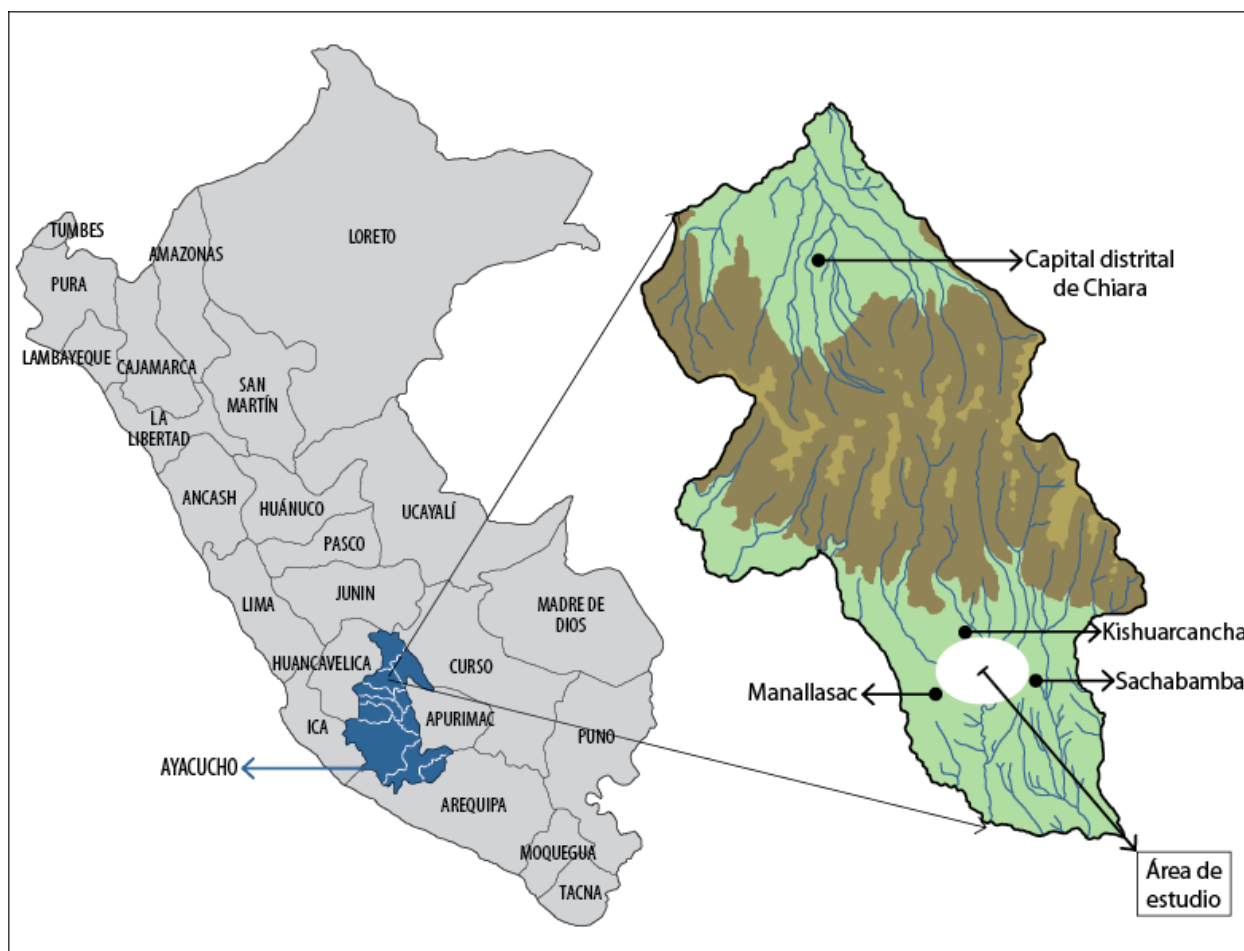 TUMBES
PURA
LAMBAYEQUE
AMAZONAS
CAJAMARCA
LORETO
SAN
MARTÍN
LA
LIBERTAD
ANCASH
HUÁNUCO
UCAYALÍ
PASCO
JUNIN
LIMA
MADRE DE
DIOS
HUANCAVELICA
CURSO
ICA
APURIMAC
PUNO
AYACUCHO
AREQUIPA
MOQUEGUA
TACNA
Capital distrital
de Chiara
Kishuarcancha
Manallasac
Sachabamba
Área de
estudio